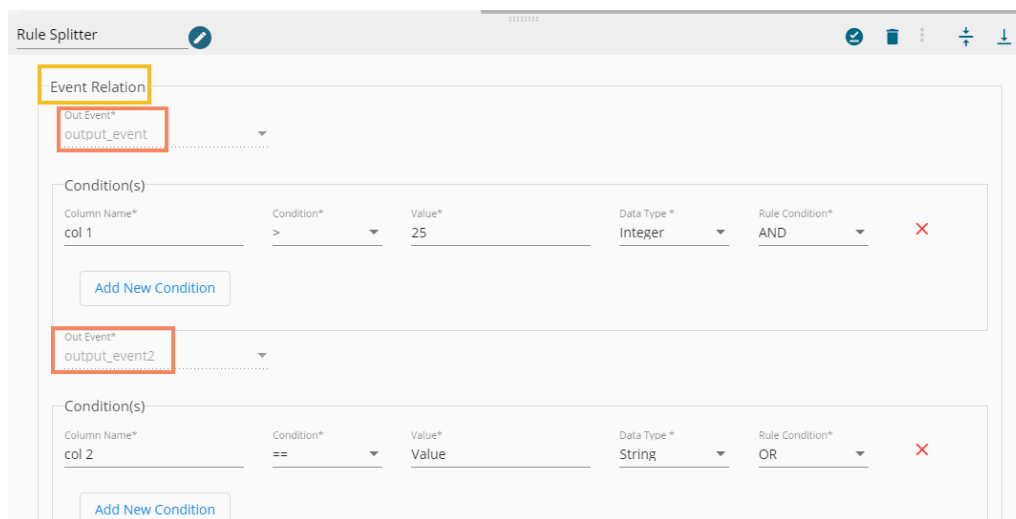 Rule Splitter
Event Relation
Out Event*
output_event
Condition(s)
Column Name* Condition* Value* Data Type * Rule Condition*
col 1 > 25 Integer AND
Add New Condition
Out Event*
output_event2
Condition(s)
Column Name* Condition* Value* Data Type * Rule Condition*
col 2 == Value String OR
Add New Condition